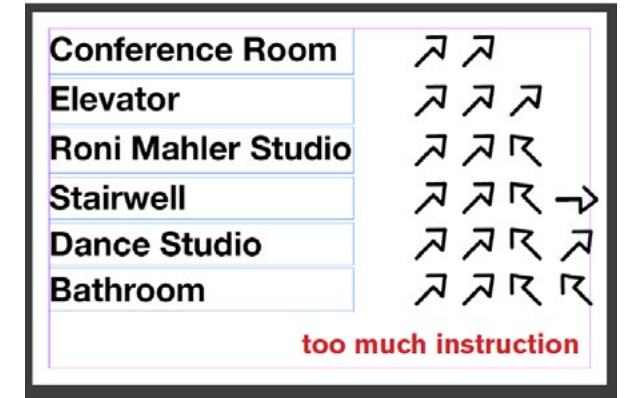 Conference Room
Elevator
Roni Mahler Studio
Stairwell
Dance Studio
Bathroom
too much instruction